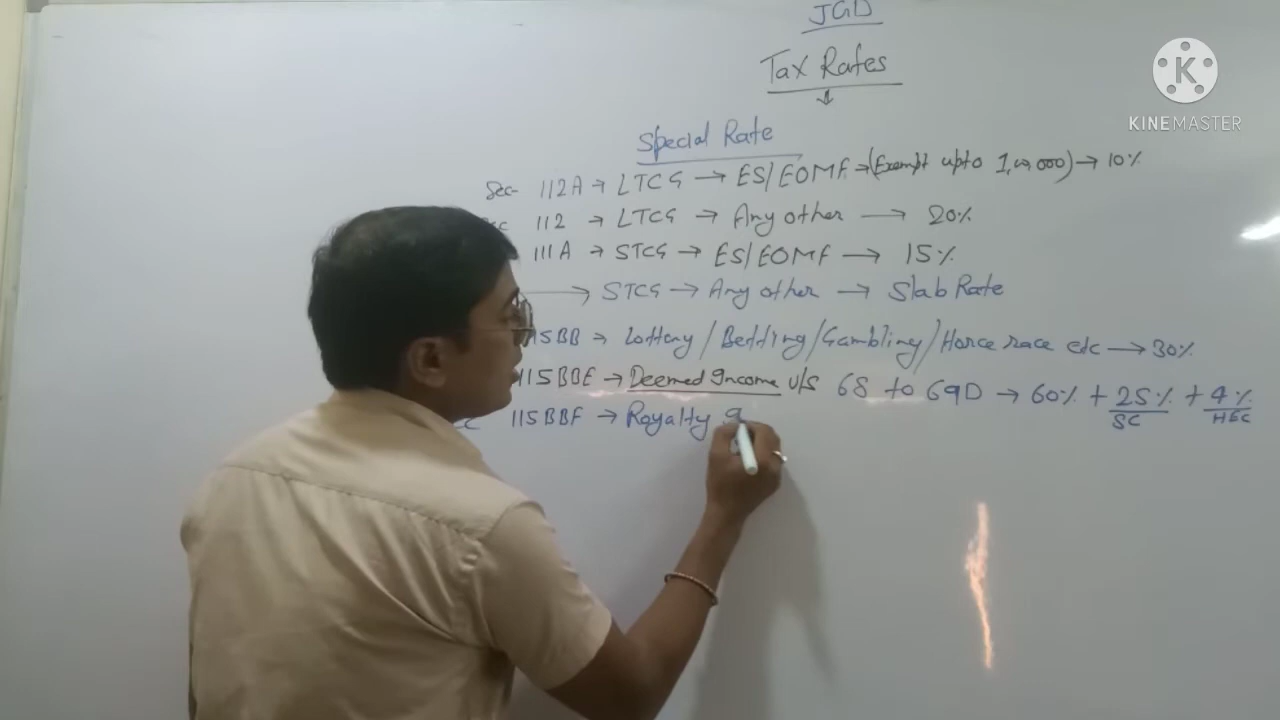 JGD
Tax Rates
KINEMASTER
Special Rate
Sec- 112A → LTCG → ES/EOMF → (Exempt upto 1,00,000) → 10%
112 → LTCG → Any other → 20%
111A → STCG → ES/EOMF → 15%
→ STCG → Any other → Slab Rate
115BB → Lottery/Bedding/Gambling/Horce race etc → 30%
115BBE → Deemed Income u/s 68 to 69D → 60% + 25% + 4%
SC HEC
115BBF → Royalty